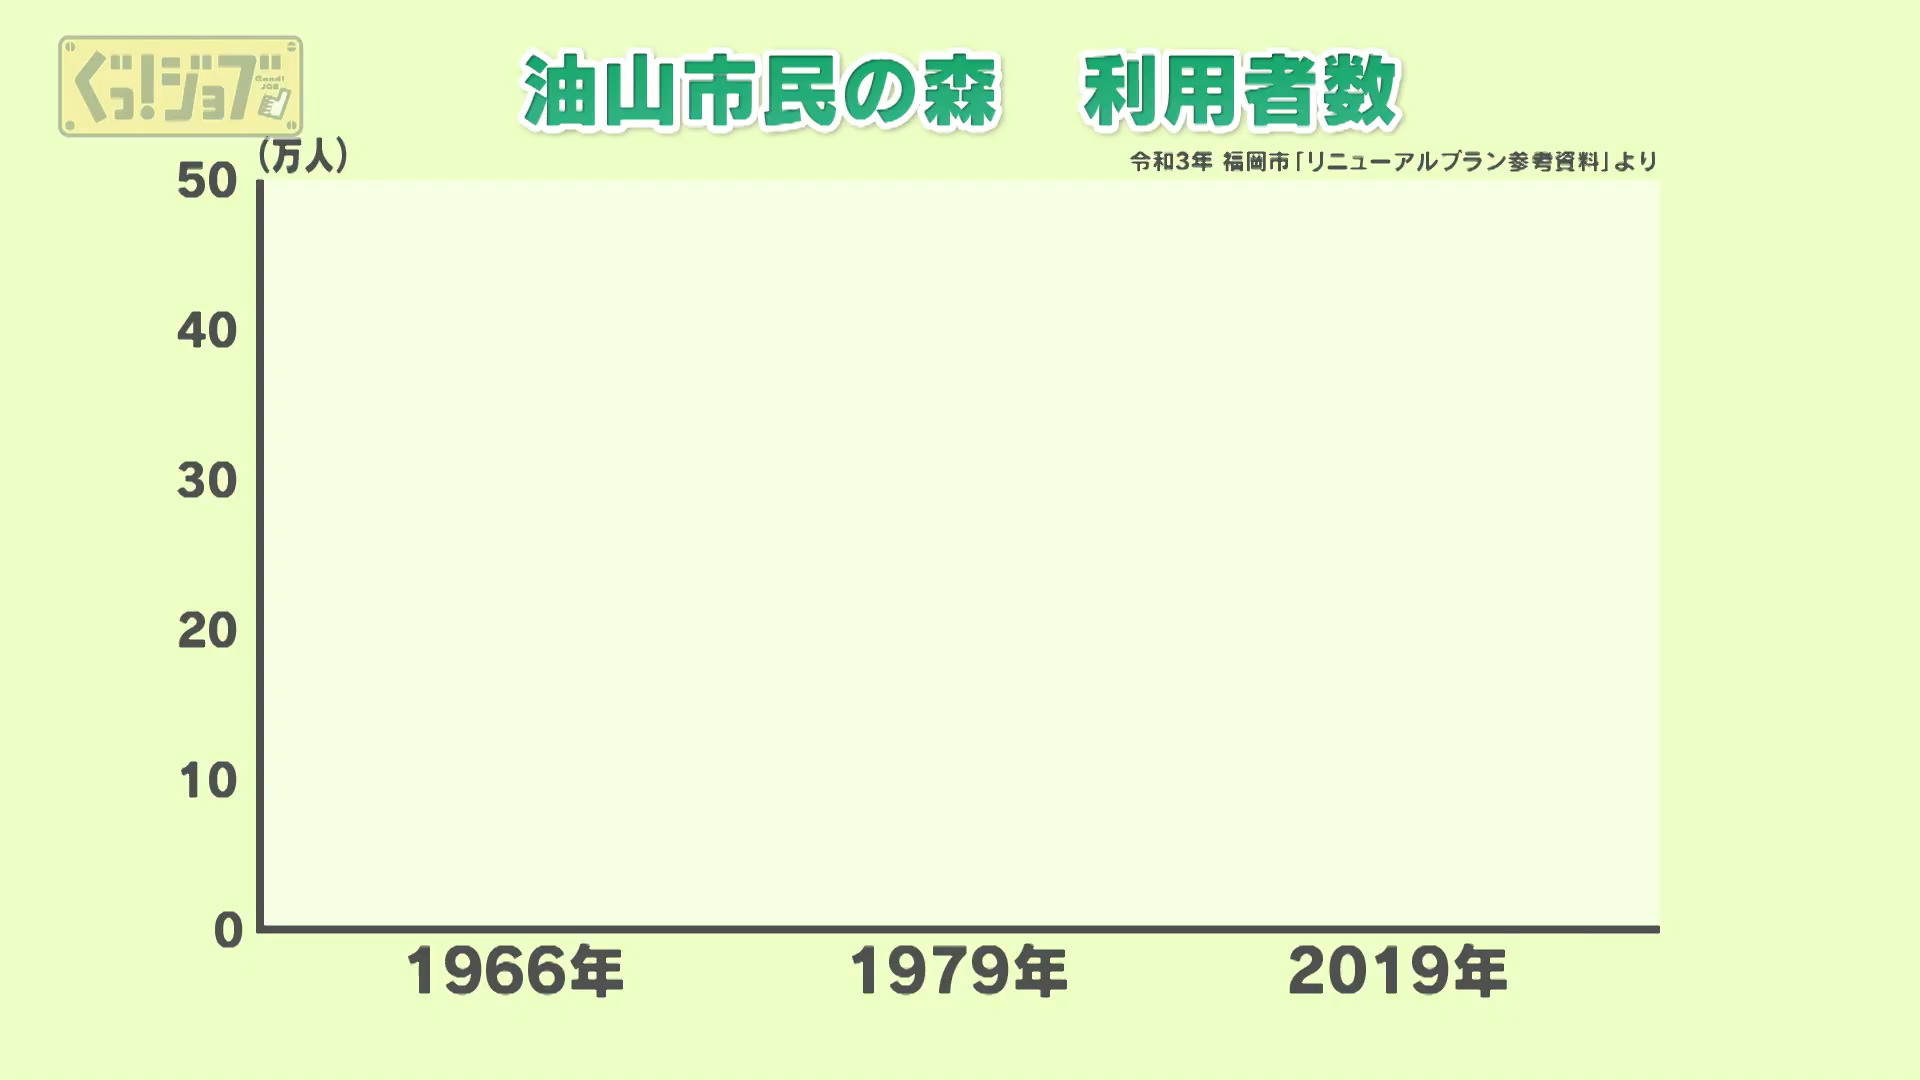 ぐっ!ジョブ
Good!
JOB
油山市民の森 利用者数
(万人)
令和3年 福岡市「リニューアルプラン参考資料」より
50
40
30
20
10
0
1966年 1979年 2019年